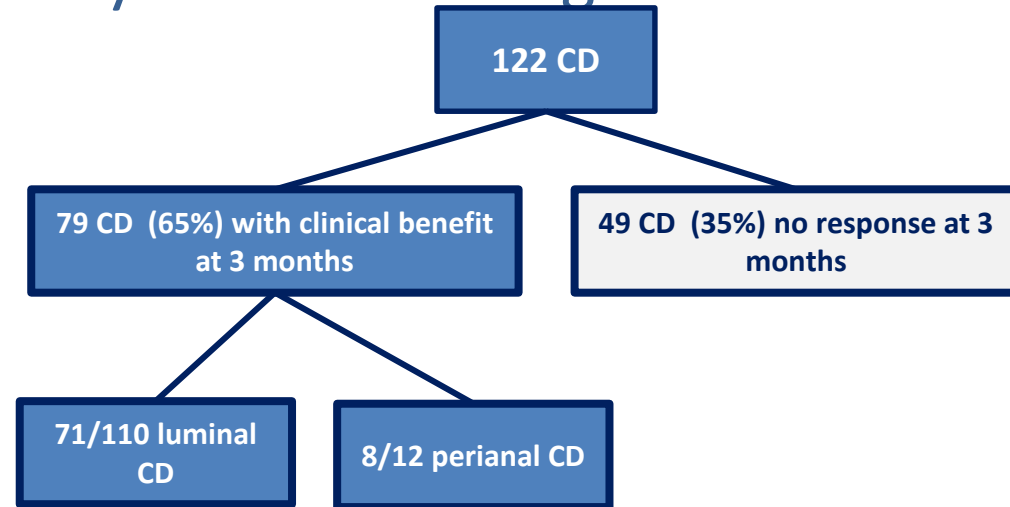 122 CD
79 CD (65%) with clinical benefit
at 3 months
49 CD (35%) no response at 3
months
71/110 luminal
CD
8/12 perianal CD